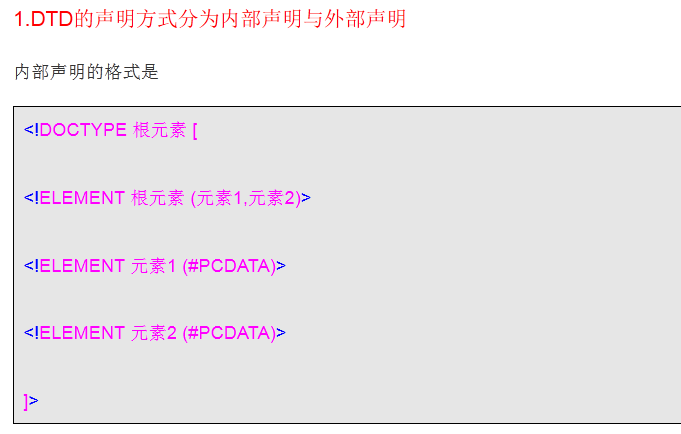 1.DTD的声明方式分为内部声明与外部声明
内部声明的格式是
<!DOCTYPE 根元素 [
<!ELEMENT 根元素 (元素1,元素2)>
<!ELEMENT 元素1 (#PCDATA)>
<!ELEMENT 元素2 (#PCDATA)>
]>